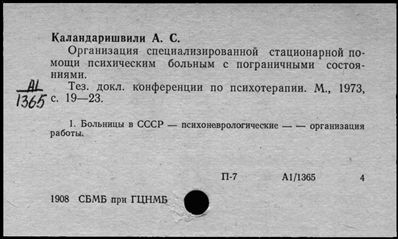 Каландаришвили А. С.
Организация специализированной стационарной по-
мощи психическим больным с пограничными состоя-
ниями.
A1
1365
Тез. докл. конференции по психотерапии. М., 1973,
с. 19—23.
1. Больницы в СССР — психоневрологические — — организация
работы.
П-7 А1/1365 4
1908 СБМБ при ГЦНМБ